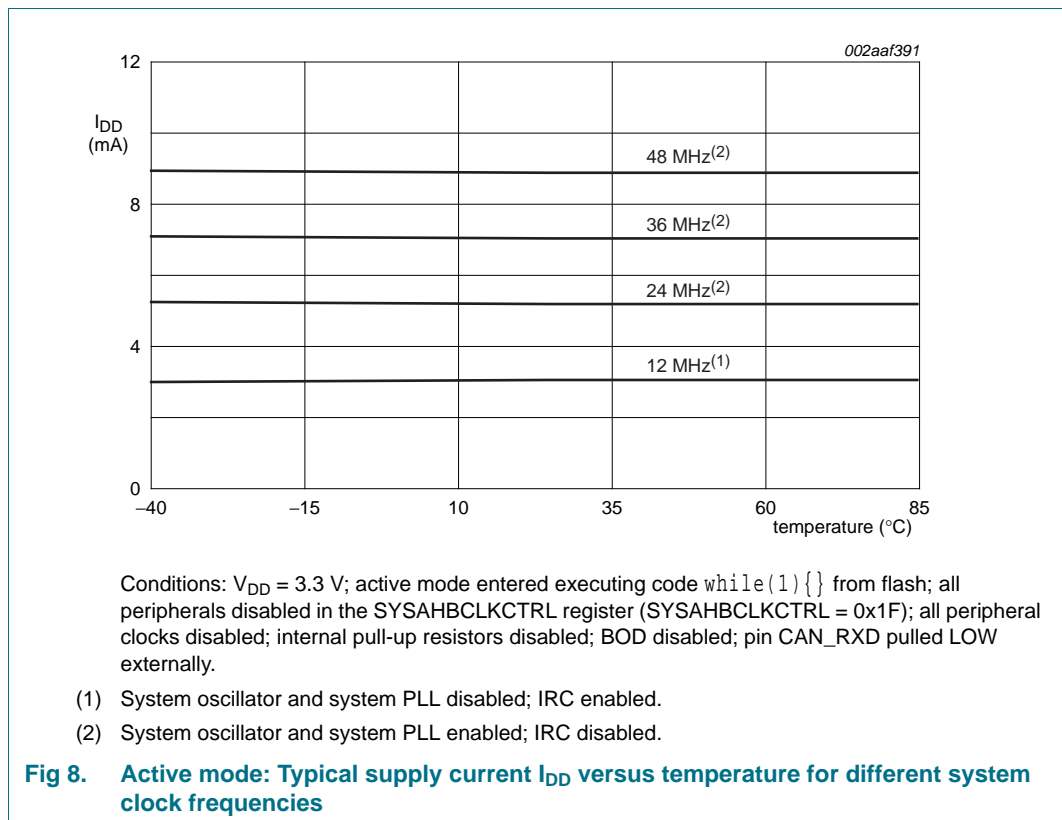 002aaf391
12
I_DD
(mA)
48 MHz(2)
8
36 MHz(2)
24 MHz(2)
4
12 MHz(1)
0
−40
−15
10
35
60
85
temperature (°C)
Conditions: V_DD = 3.3 V; active mode entered executing code while(1){} from flash; all
peripherals disabled in the SYSAHBCLKCTRL register (SYSAHBCLKCTRL = 0x1F); all peripheral
clocks disabled; internal pull-up resistors disabled; BOD disabled; pin CAN_RXD pulled LOW
externally.
(1) System oscillator and system PLL disabled; IRC enabled.
(2) System oscillator and system PLL enabled; IRC disabled.
Fig 8. Active mode: Typical supply current I_DD versus temperature for different system
clock frequencies